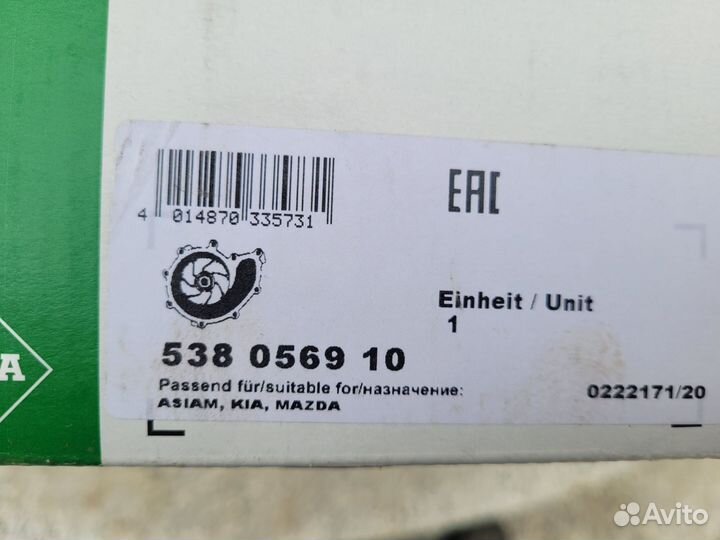 EAC
4 014870 335731
Einheit / Unit
1
538 0569 10
Passend für/suitable for/назначение:
ASIAM, KIA, MAZDA
0222171/20
A
Avito